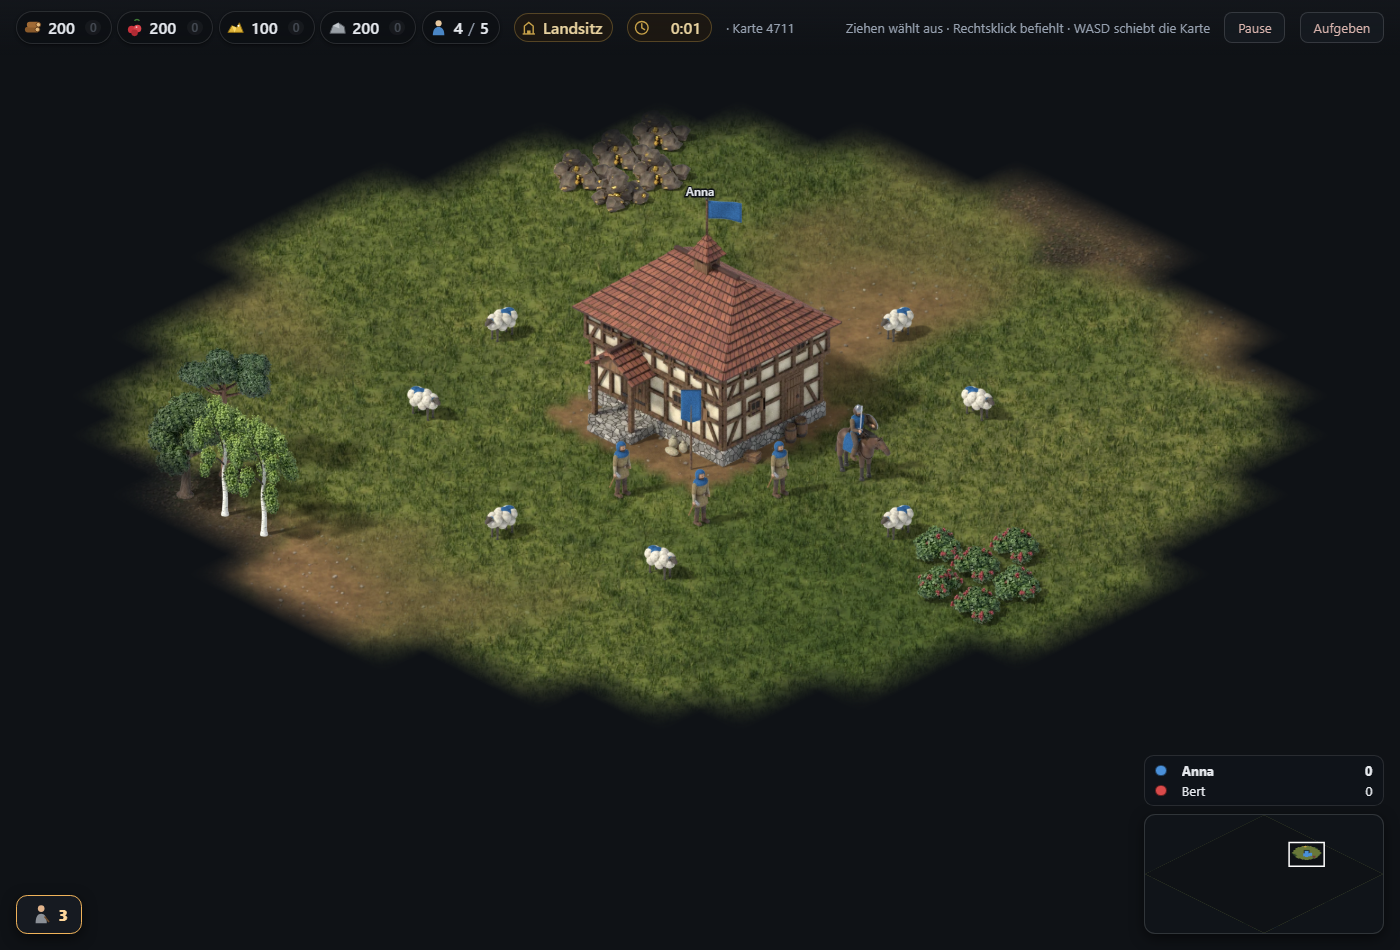 200 0 200 0 100 0 200 0 4 / 5 Landsitz 0:01 · Karte 4711 Ziehen wählt aus · Rechtsklick befiehlt · WASD schiebt die Karte Pause Aufgeben
Anna
Anna 0
Bert 0
3